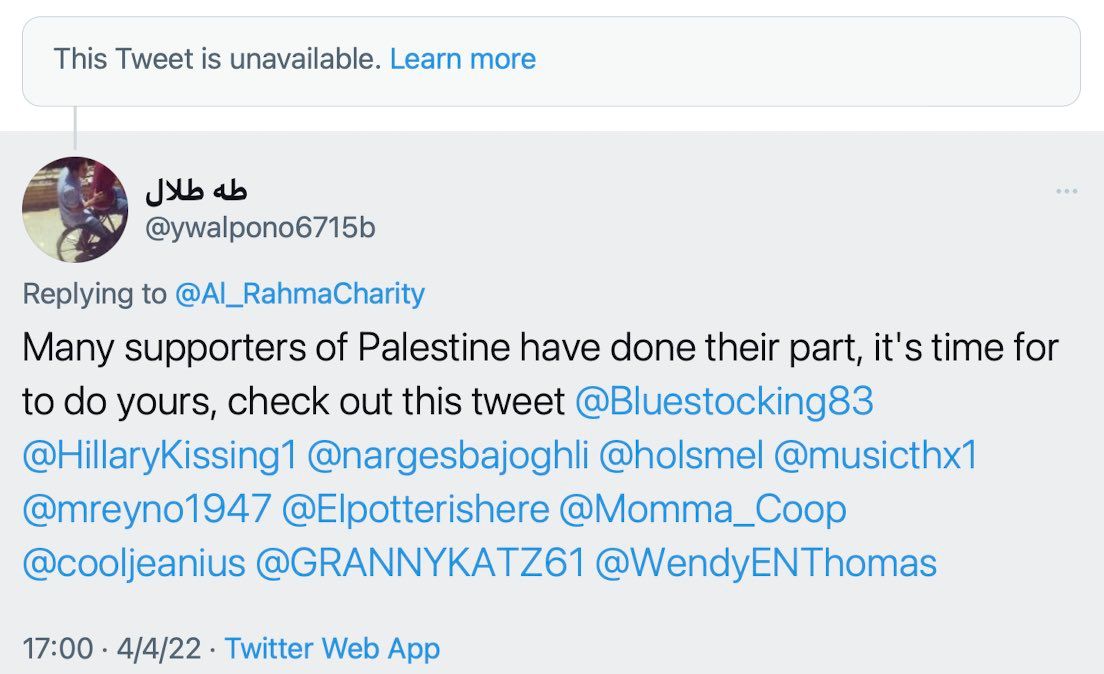 This Tweet is unavailable. Learn more
طه طلال
@ywalpono6715b
Replying to @Al_RahmaCharity
Many supporters of Palestine have done their part, it's time for
to do yours, check out this tweet @Bluestocking83
@HillaryKissing1 @nargesbajoghli @holsmel @musicthx1
@mreyno1947 @Elpotterishere @Momma_Coop
@cooljeanius @GRANNYKATZ61 @WendyENThomas
17:00 · 4/4/22 · Twitter Web App